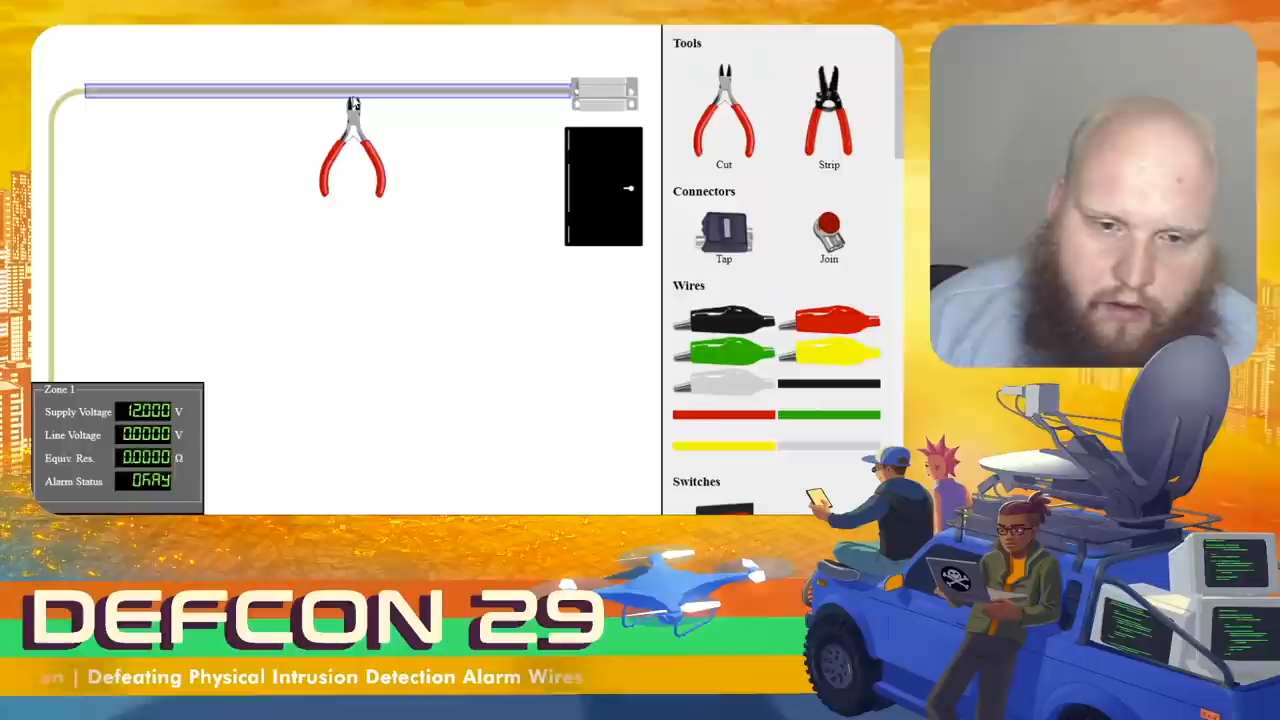 Tools
Cut
Strip
Connectors
Tap
Join
Wires
Switches
Zone 1
Supply Voltage 12.000 V
Line Voltage 0.0000 V
Equiv. Res. 0.0000 Ω
Alarm Status OKAY
DEFCON 29
an | Defeating Physical Intrusion Detection Alarm Wires